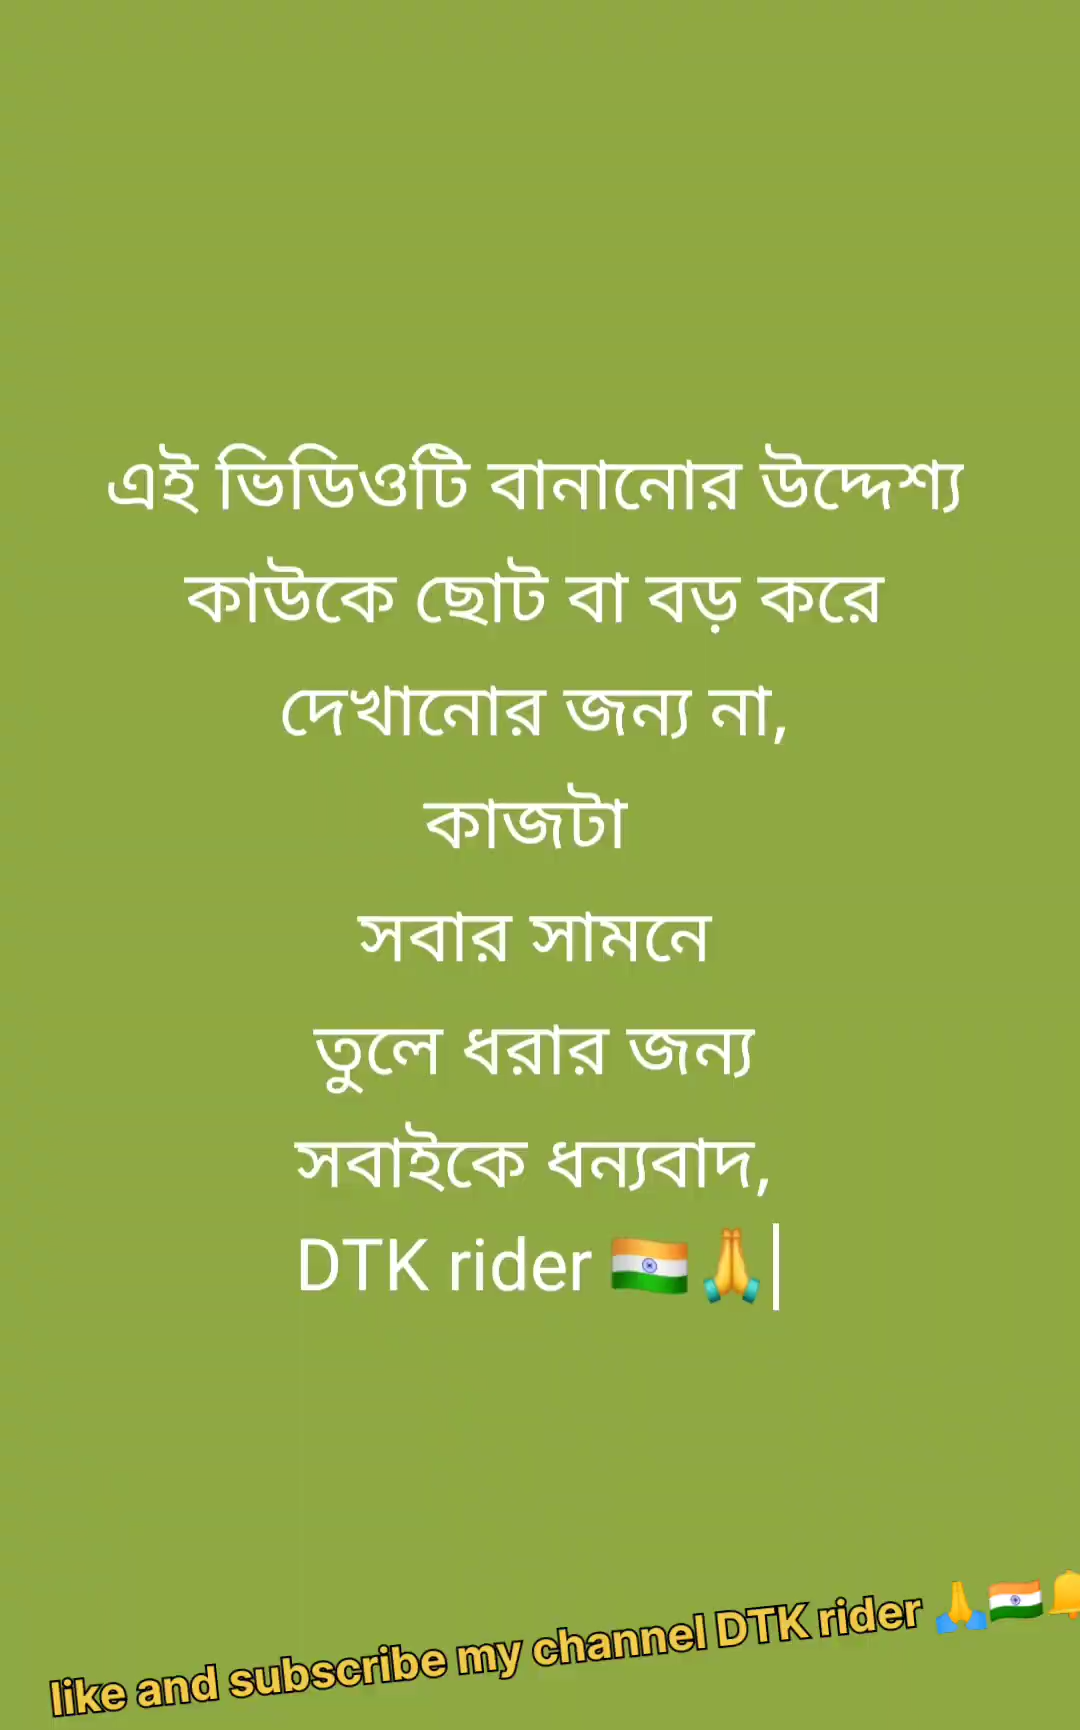 এই ভিডিওটি বানানোর উদ্দেশ্য
কাউকে ছোট বা বড় করে
দেখানোর জন্য না,
কাজটা
সবার সামনে
তুলে ধরার জন্য
সবাইকে ধন্যবাদ,
DTK rider 🇮🇳🙏
like and subscribe my channel DTK rider 🙏🇮🇳🔔